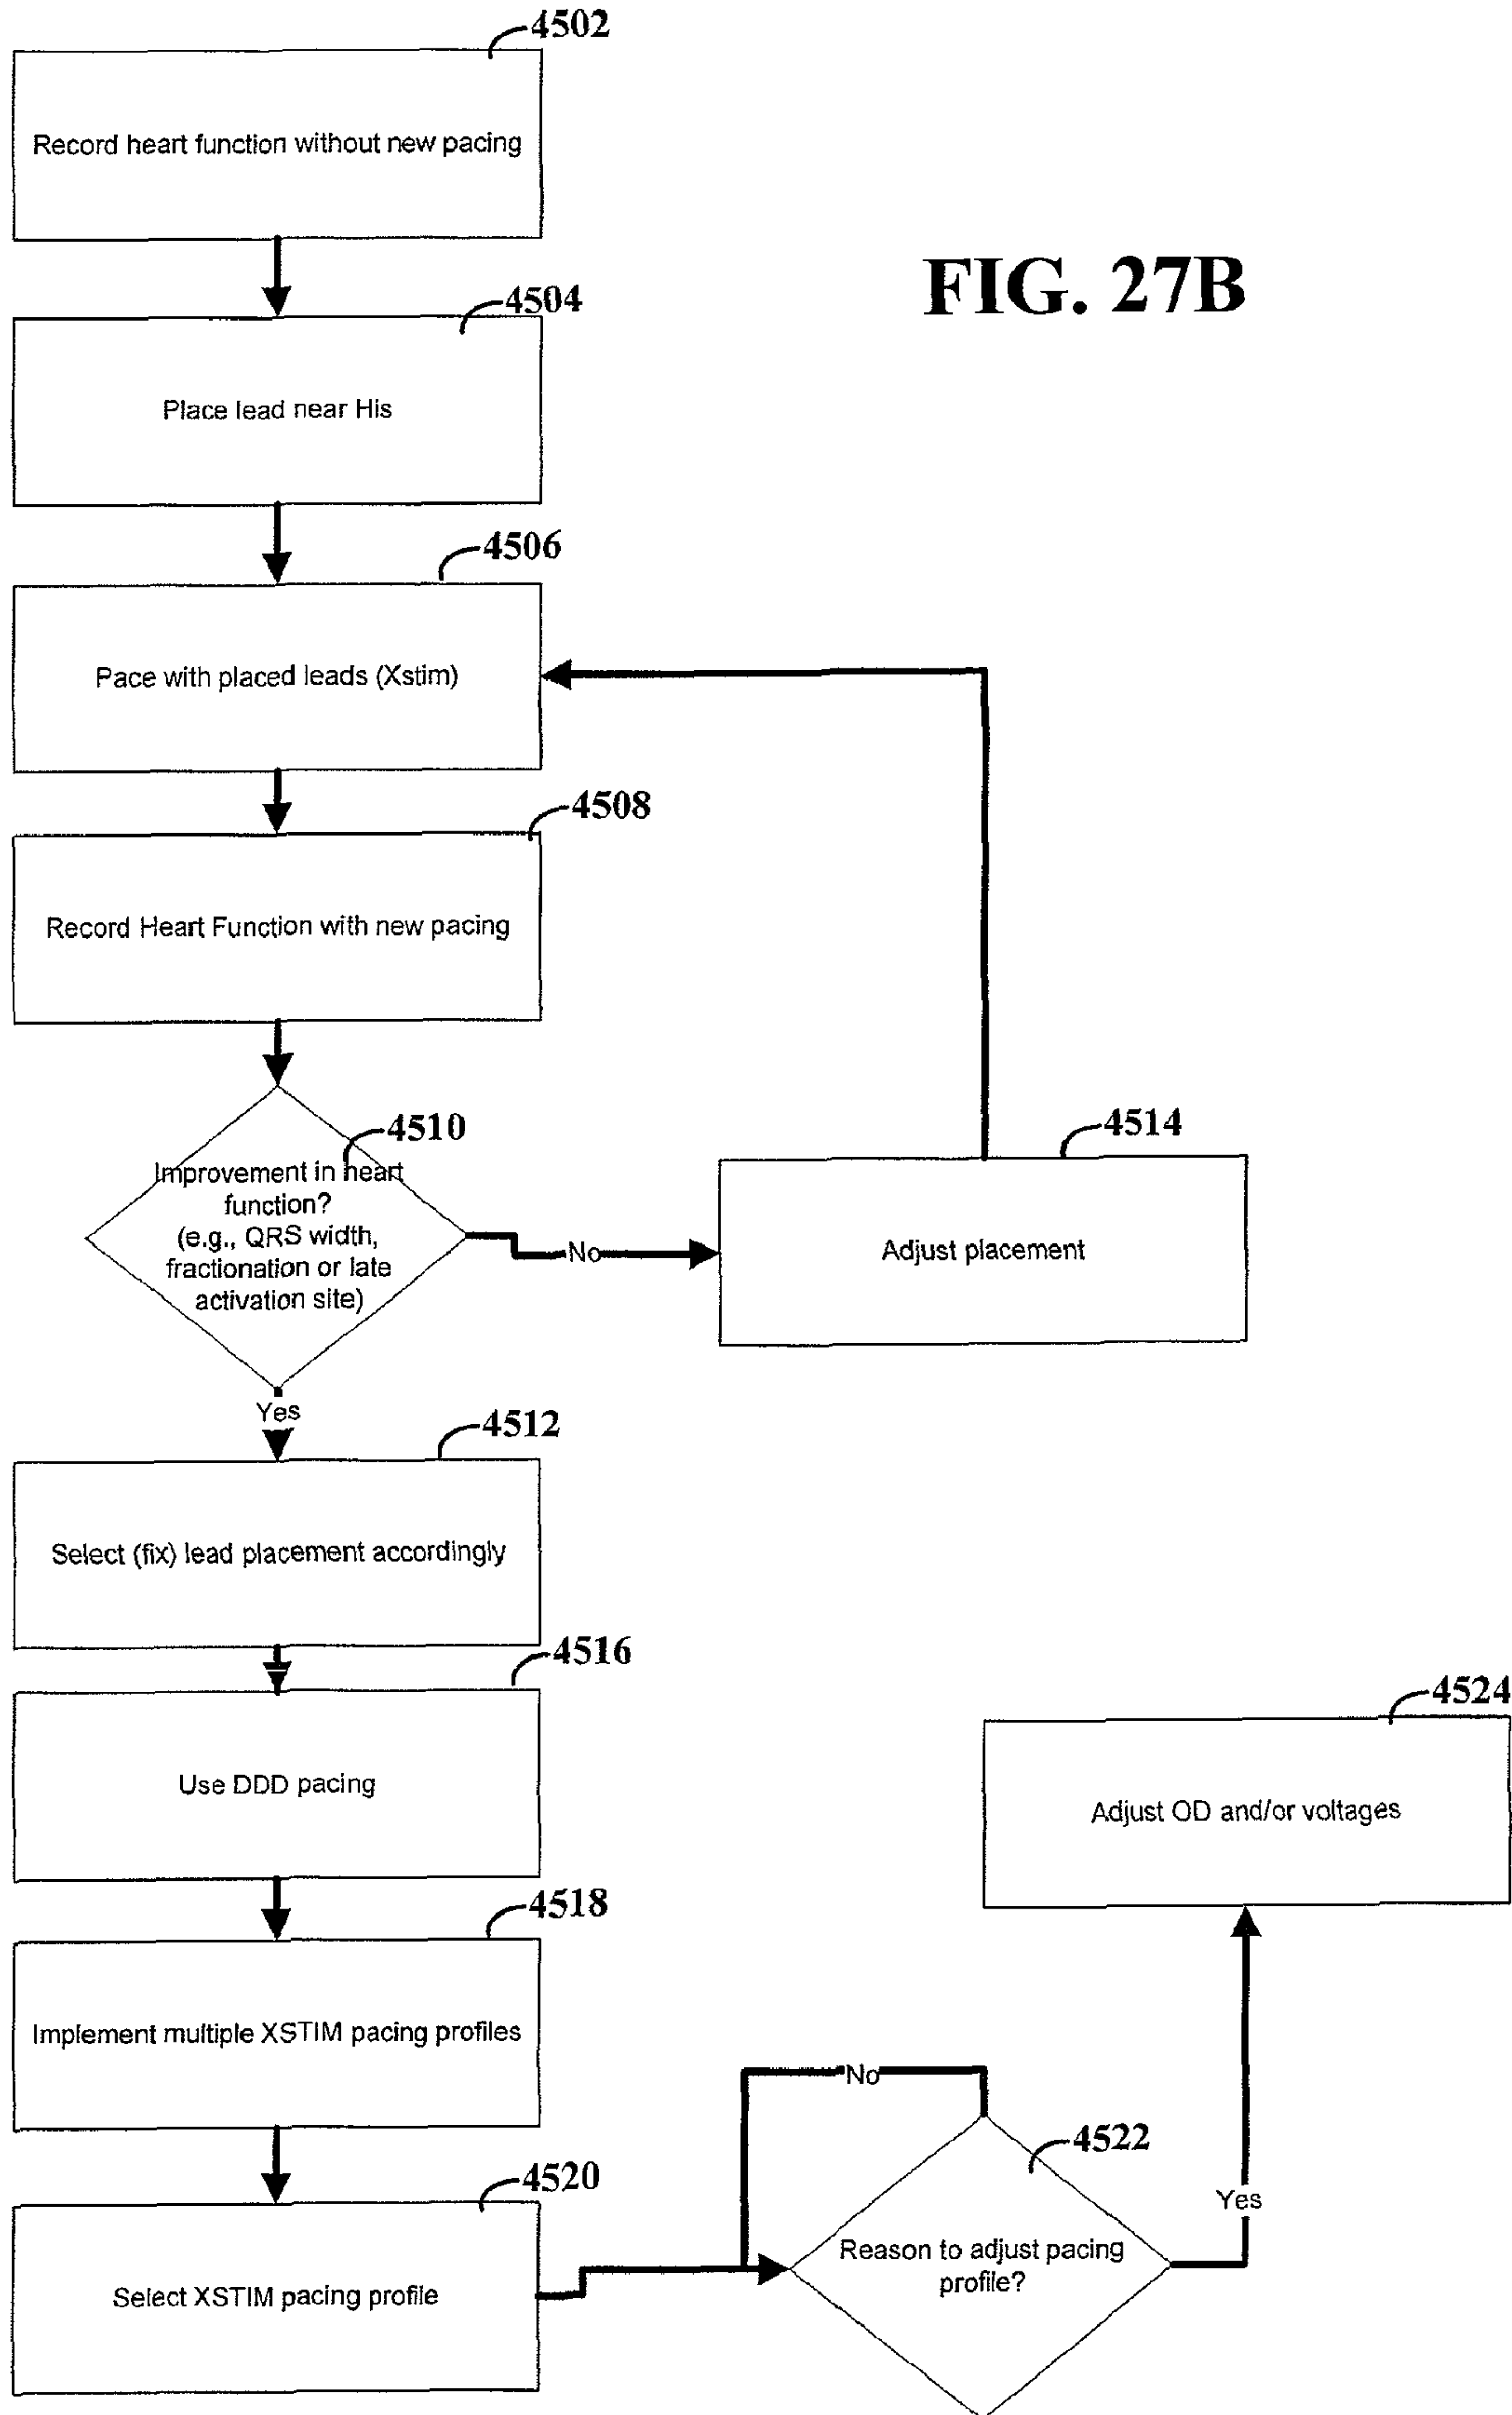 4502
Record heart function without new pacing
FIG. 27B
4504
Place lead near His
4506
Pace with placed leads (Xstim)
4508
Record Heart Function with new pacing
4510
Improvement in heart
function?
(e.g., QRS width,
fractionation or late
activation site)
No
4514
Adjust placement
Yes
4512
Select (fix) lead placement accordingly
4516
Use DDD pacing
4524
Adjust OD and/or voltages
4518
Implement multiple XSTIM pacing profiles
No
4522
Reason to adjust pacing
profile?
Yes
4520
Select XSTIM pacing profile